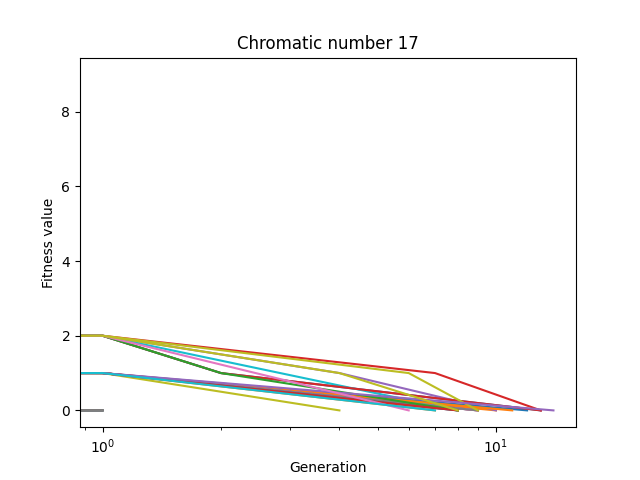 Chromatic number 17
Fitness value
8
6
4
2
0
10⁰
10¹
Generation